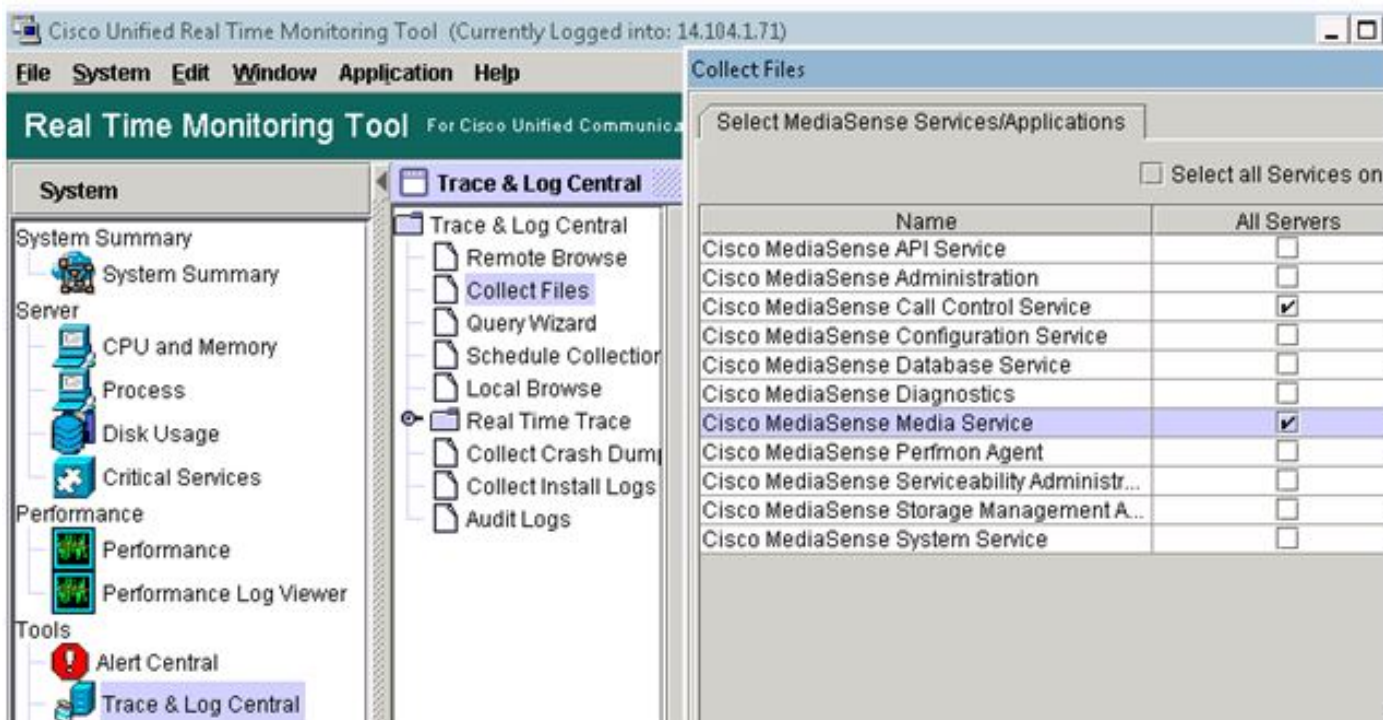 Cisco Unified Real Time Monitoring Tool (Currently Logged into: 14.104.1.71)
File System Edit Window Application Help
Real Time Monitoring Tool For Cisco Unified Communica
System
System Summary
System Summary
Server
CPU and Memory
Process
Disk Usage
Critical Services
Performance
Performance
Performance Log Viewer
Tools
Alert Central
Trace & Log Central
Trace & Log Central
Trace & Log Central
Remote Browse
Collect Files
Query Wizard
Schedule Collection
Local Browse
Real Time Trace
Collect Crash Dump
Collect Install Logs
Audit Logs
Collect Files
Select MediaSense Services/Applications
Select all Services on
Name All Servers
Cisco MediaSense API Service
Cisco MediaSense Administration
Cisco MediaSense Call Control Service
Cisco MediaSense Configuration Service
Cisco MediaSense Database Service
Cisco MediaSense Diagnostics
Cisco MediaSense Media Service
Cisco MediaSense Perfmon Agent
Cisco MediaSense Serviceability Administr...
Cisco MediaSense Storage Management A...
Cisco MediaSense System Service